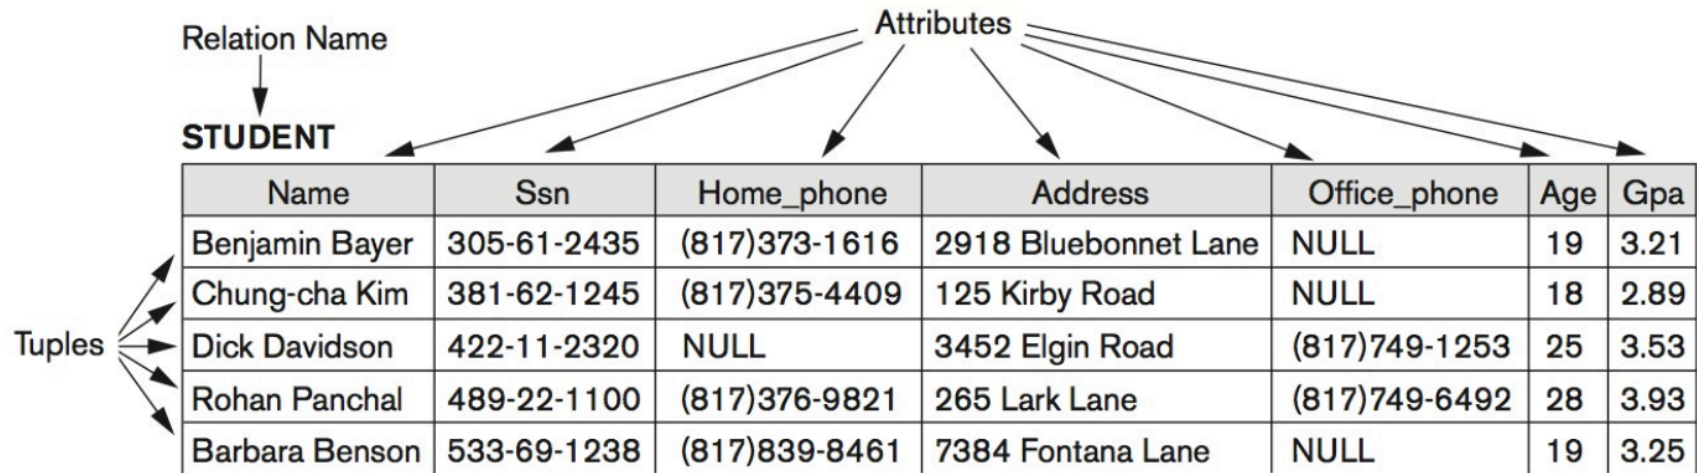 Attributes
Relation Name
STUDENT
Name Ssn Home_phone Address Office_phone Age Gpa
Benjamin Bayer 305-61-2435 (817)373-1616 2918 Bluebonnet Lane NULL 19 3.21
Chung-cha Kim 381-62-1245 (817)375-4409 125 Kirby Road NULL 18 2.89
Tuples Dick Davidson 422-11-2320 NULL 3452 Elgin Road (817)749-1253 25 3.53
Rohan Panchal 489-22-1100 (817)376-9821 265 Lark Lane (817)749-6492 28 3.93
Barbara Benson 533-69-1238 (817)839-8461 7384 Fontana Lane NULL 19 3.25